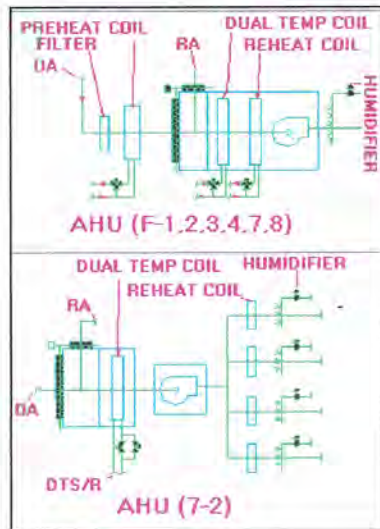 PREHEAT COIL
FILTER
OA
RA
DUAL TEMP COIL
REHEAT COIL
HUMIDIFIER
AHU (F-1,2,3,4,7,8)
DUAL TEMP COIL
HUMIDIFIER
REHEAT COIL
RA
OA
DTS/R
AHU (7-2)